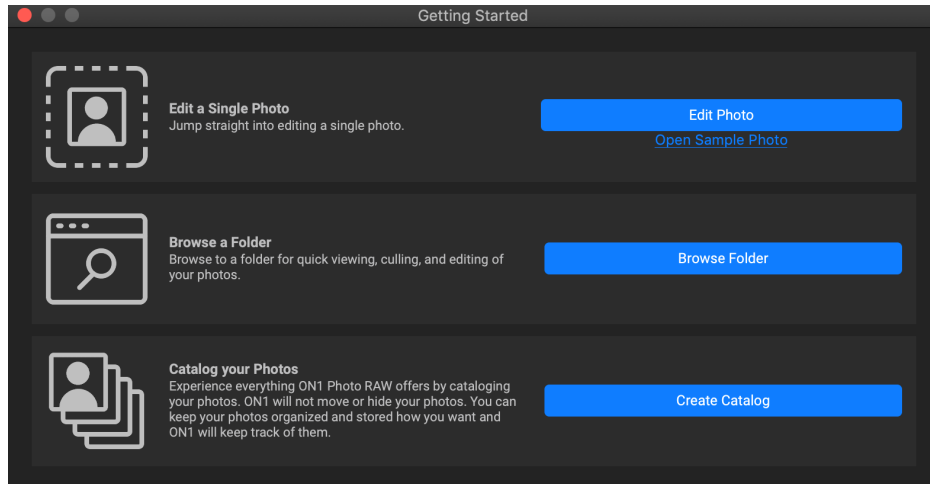 Getting Started
Edit a Single Photo
Jump straight into editing a single photo.
Edit Photo
Open Sample Photo
Browse a Folder
Browse to a folder for quick viewing, culling, and editing of
your photos.
Browse Folder
Catalog your Photos
Experience everything ON1 Photo RAW offers by cataloging
your photos. ON1 will not move or hide your photos. You can
keep your photos organized and stored how you want and
ON1 will keep track of them.
Create Catalog